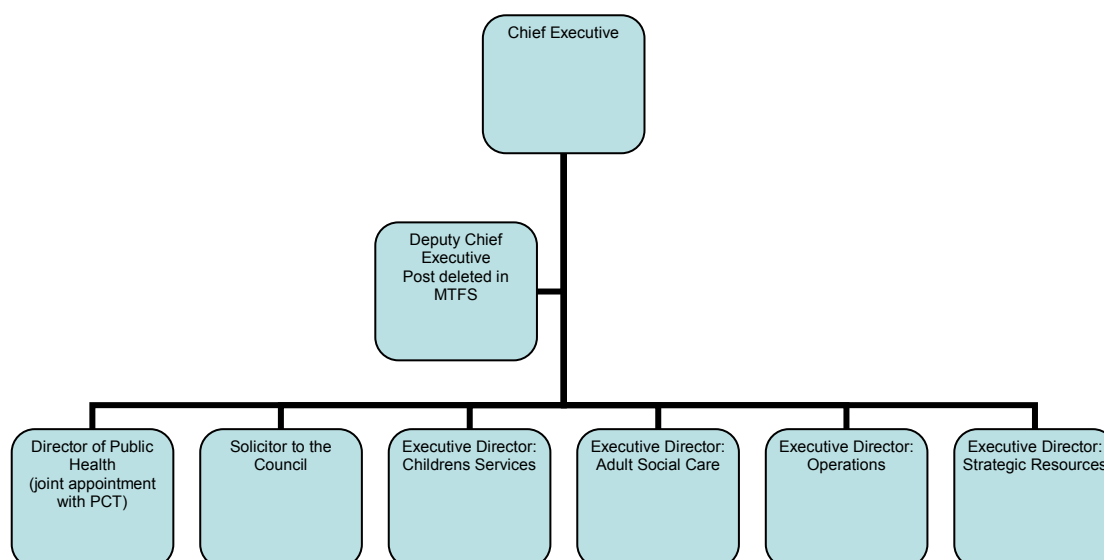 Chief Executive
Deputy Chief
Executive
Post deleted in
MTFS
Director of Public
Health
(joint appointment
with PCT)
Solicitor to the
Council
Executive Director:
Childrens Services
Executive Director:
Adult Social Care
Executive Director:
Operations
Executive Director:
Strategic Resources